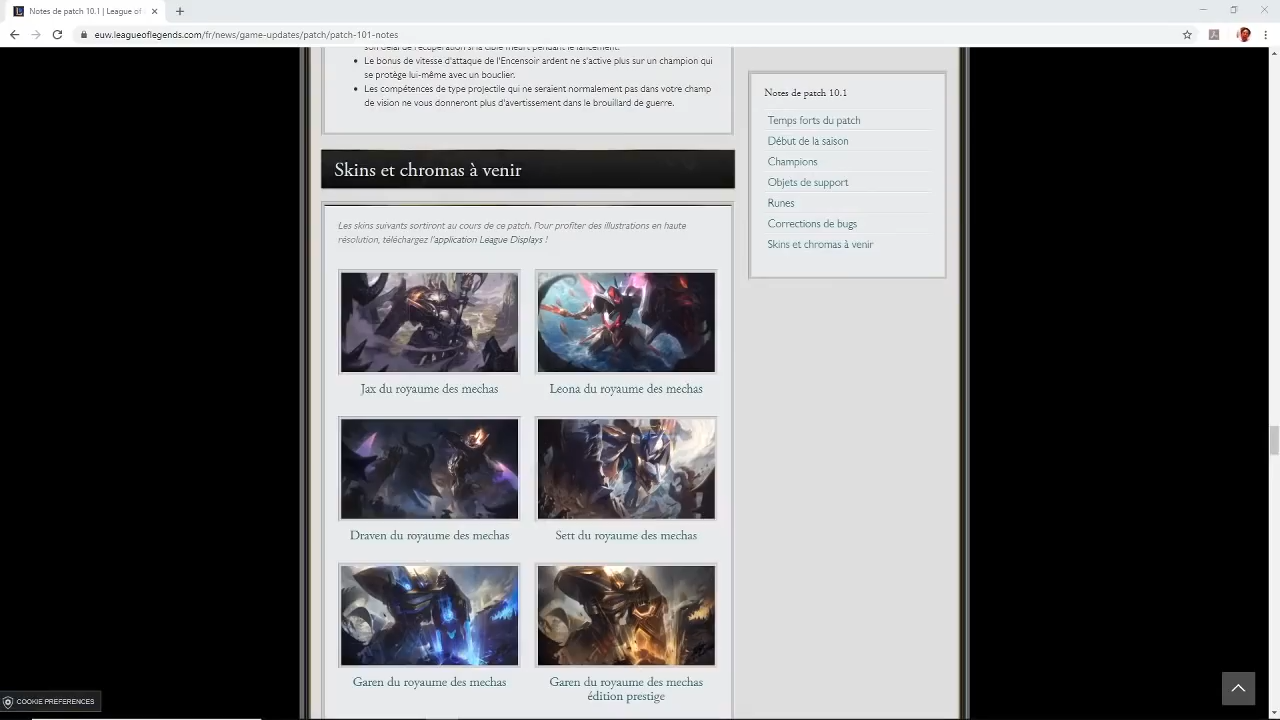 Notes de patch 10.1 | League of
euw.leagueoflegends.com/fr/news/game-updates/patch/patch-101-notes
son délai de récupération si la cible meurt pendant le lancement.
Le bonus de vitesse d'attaque de l'Encensoir ardent ne s'active plus sur un champion qui
se protège lui-même avec un bouclier.
Les compétences de type projectile qui ne seraient normalement pas dans votre champ
de vision ne vous donneront plus d'avertissement dans le brouillard de guerre.
Skins et chromas à venir
Les skins suivants sortiront au cours de ce patch. Pour profiter des illustrations en haute
résolution, téléchargez l'application League Displays !
Jax du royaume des mechas
Leona du royaume des mechas
Draven du royaume des mechas
Sett du royaume des mechas
Garen du royaume des mechas
Garen du royaume des mechas
édition prestige
Notes de patch 10.1
Temps forts du patch
Début de la saison
Champions
Objets de support
Runes
Corrections de bugs
Skins et chromas à venir
COOKIE PREFERENCES